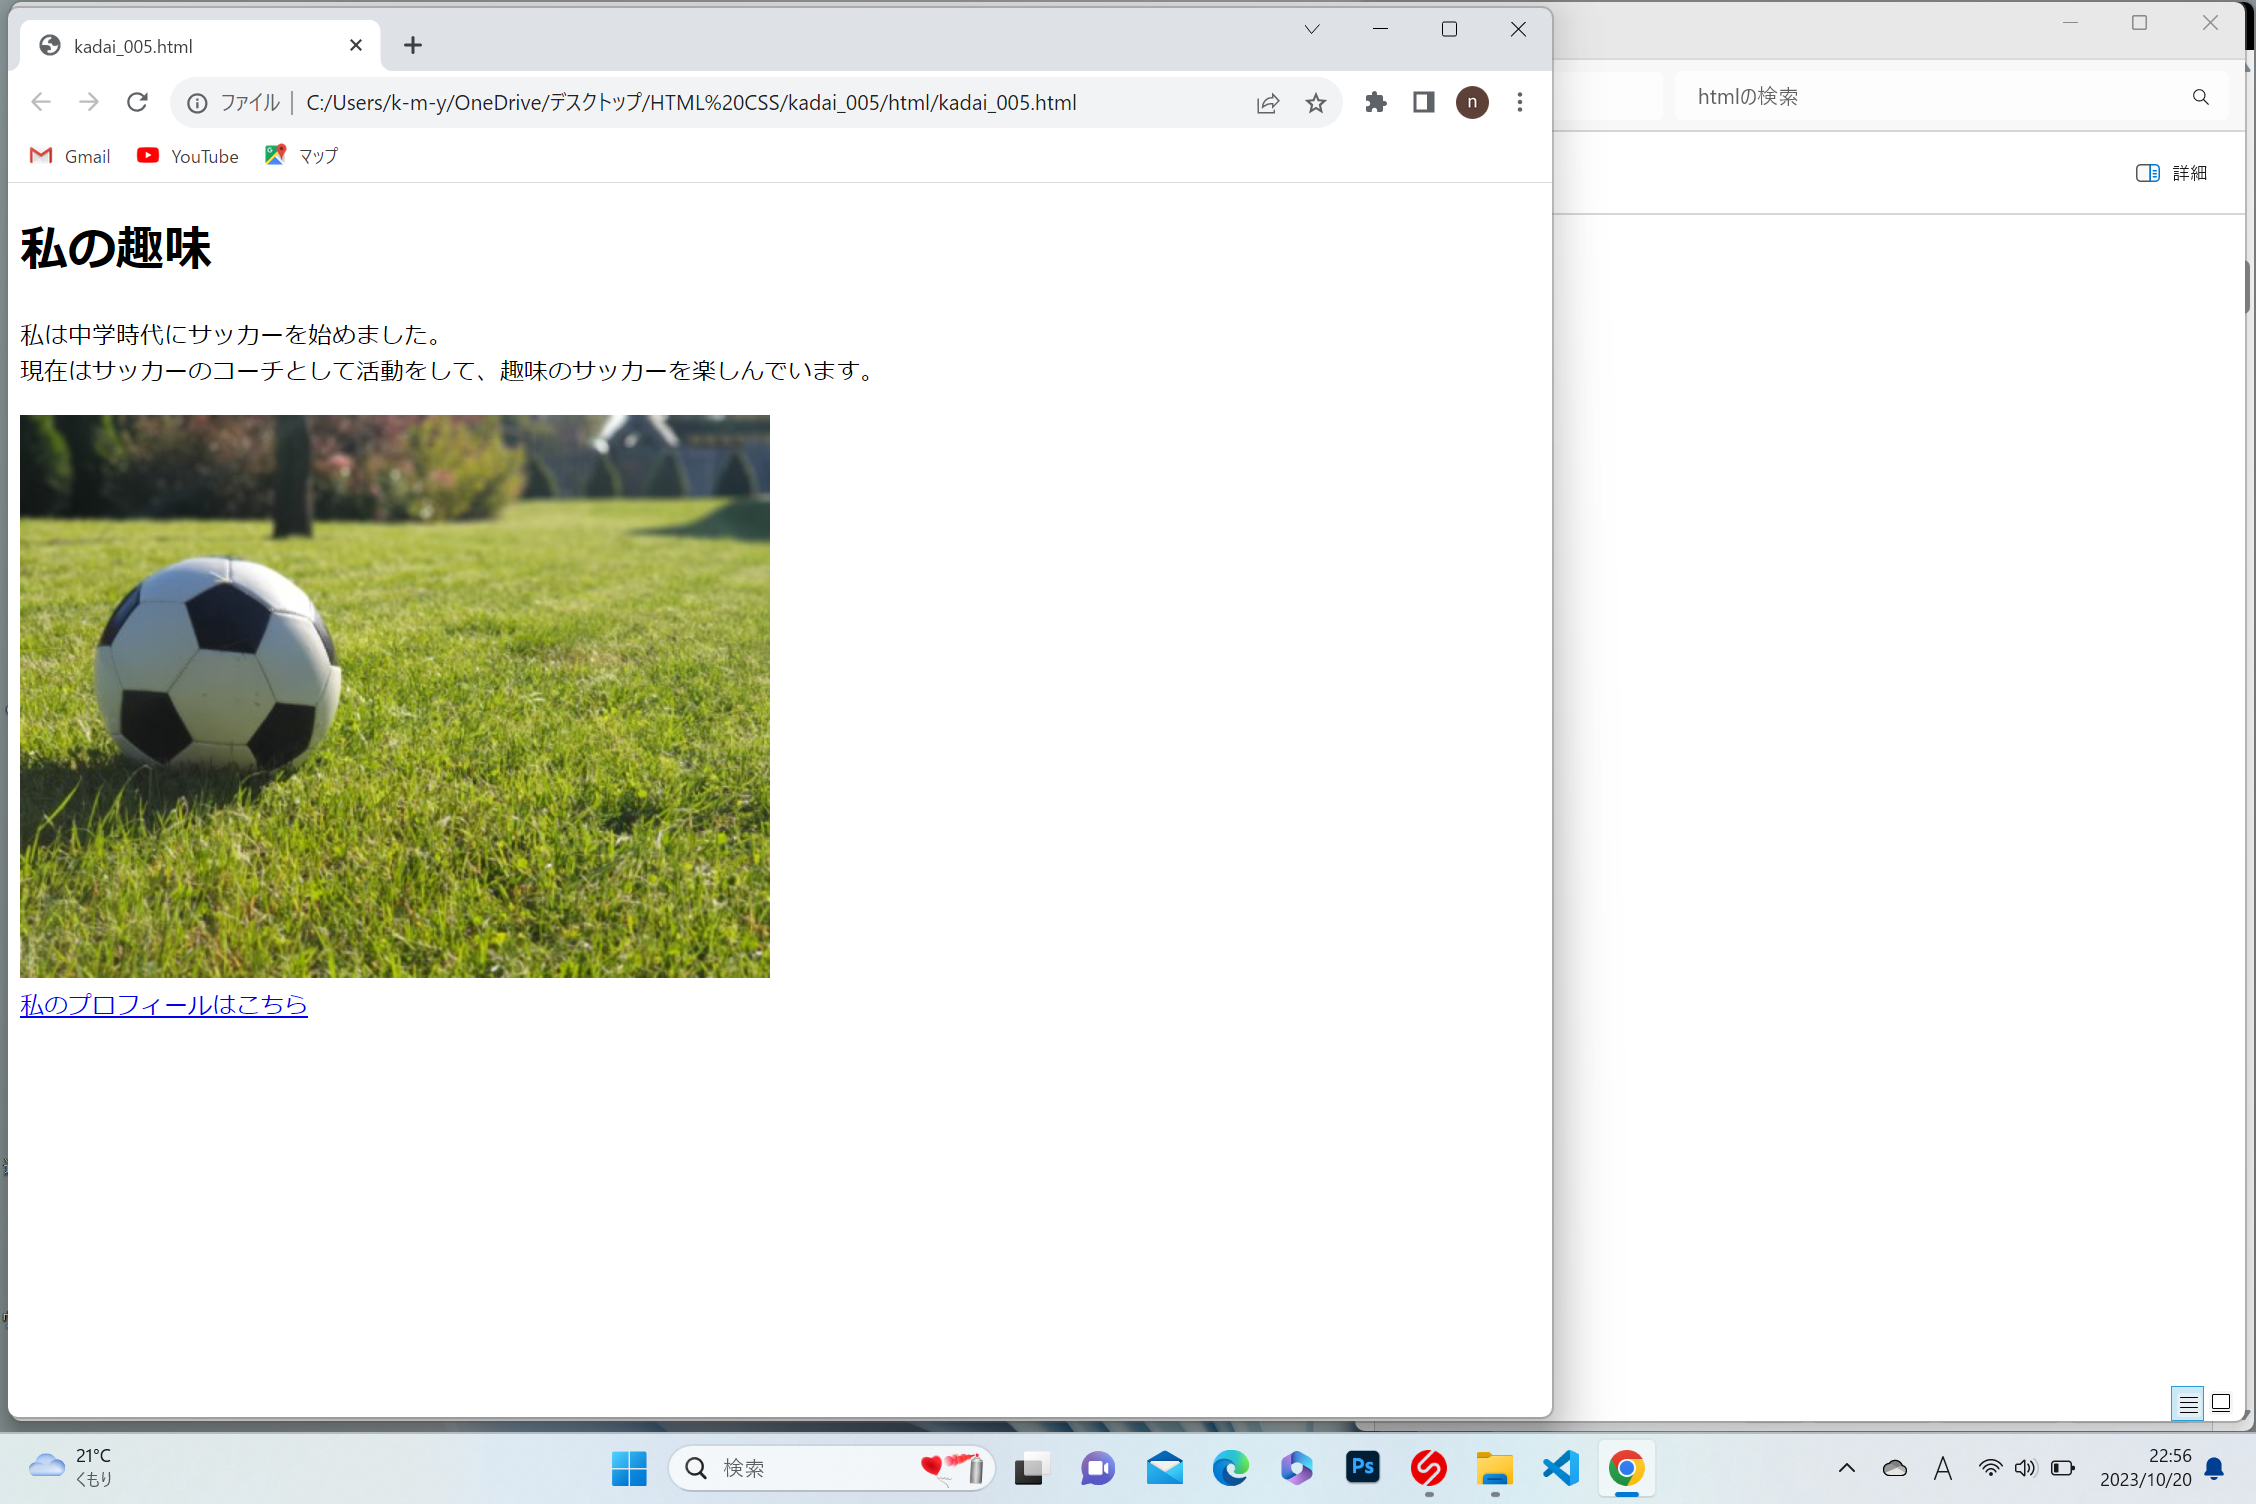 kadai_005.html
ファイル | C:/Users/k-m-y/OneDrive/デスクトップ/HTML%20CSS/kadai_005/html/kadai_005.html
n
Gmail
YouTube
マップ
私の趣味
私は中学時代にサッカーを始めました。
現在はサッカーのコーチとして活動をして、趣味のサッカーを楽しんでいます。
私のプロフィールはこちら
htmlの検索
詳細
21°C
くもり
検索
Ps
A
22:56
2023/10/20